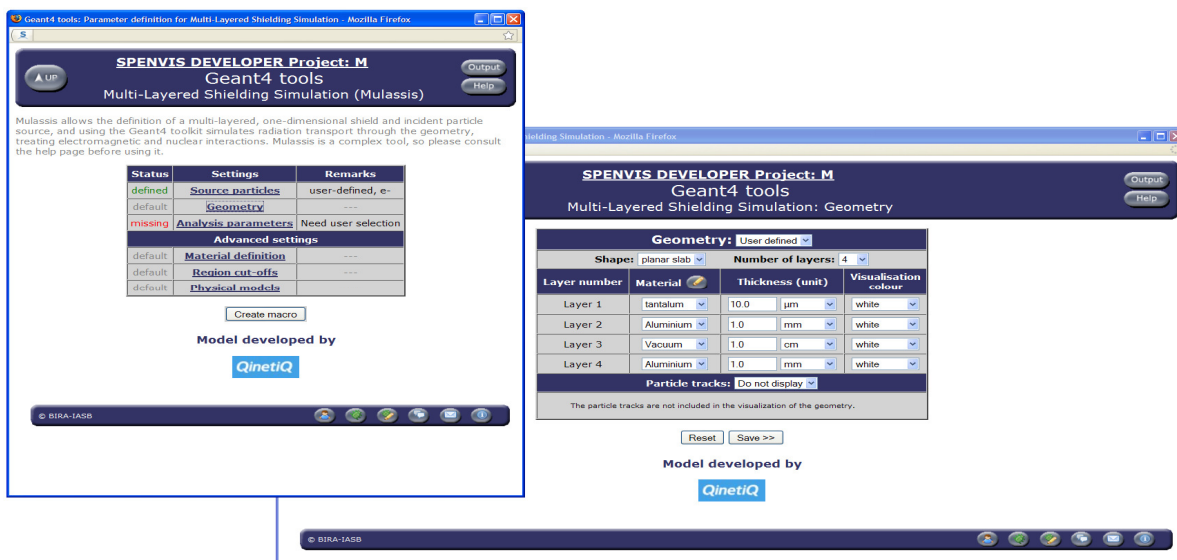 Geant4 tools: Parameter definition for Multi-Layered Shielding Simulation - Mozilla Firefox
S
UP
SPENVIS DEVELOPER Project: M
Geant4 tools
Multi-Layered Shielding Simulation (Mulassis)
Output
Help
Mulassis allows the definition of a multi-layered, one-dimensional shield and incident particle
source, and using the Geant4 toolkit simulates radiation transport through the geometry,
treating electromagnetic and nuclear interactions. Mulassis is a complex tool, so please consult
the help page before using it.
Status Settings Remarks
defined Source particles user-defined, e-
default Geometry ---
missing Analysis parameters Need user selection
Advanced settings
default Material definition ---
default Region cut-offs ---
default Physical models
Create macro
Model developed by
QinetiQ
© BIRA-IASB
ielding Simulation - Mozilla Firefox
SPENVIS DEVELOPER Project: M
Geant4 tools
Multi-Layered Shielding Simulation: Geometry
Output
Help
Geometry: User defined
Shape: planar slab Number of layers: 4
Layer number Material Thickness (unit) Visualisation
colour
Layer 1 tantalum 10.0 µm white
Layer 2 Aluminium 1.0 mm white
Layer 3 Vacuum 1.0 cm white
Layer 4 Aluminium 1.0 mm white
Particle tracks: Do not display
The particle tracks are not included in the visualization of the geometry.
Reset Save >>
Model developed by
QinetiQ
© BIRA-IASB